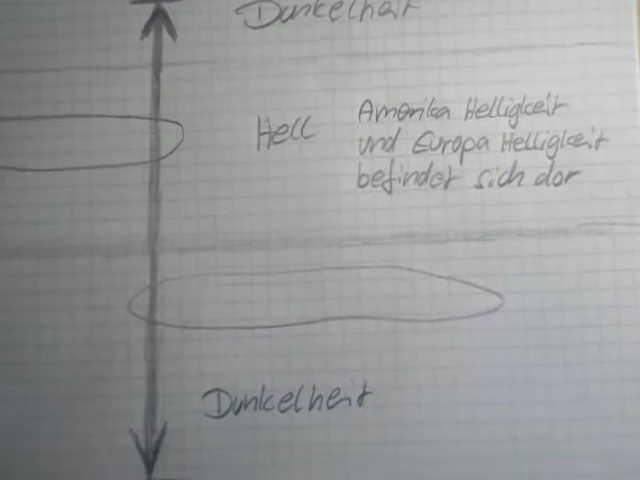 Dunkelheit
Hell
Amerika Helligkeit
und Europa Helligkeit
befindet sich dor
Dunkelheit